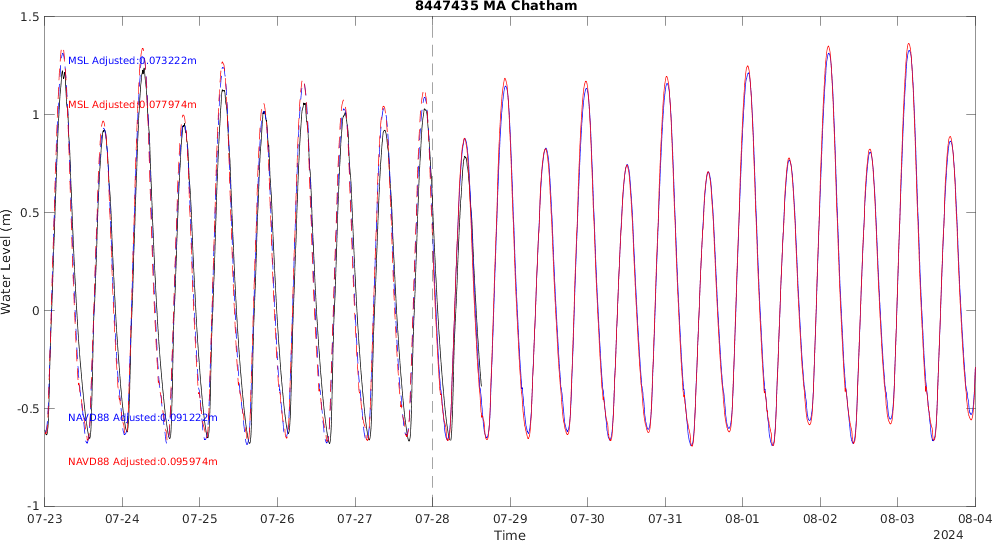 8447435 MA Chatham
1.5
MSL Adjusted:0.073222m
MSL Adjusted:0.077974m
1
0.5
Water Level (m)
0
-0.5
NAVD88 Adjusted:0.091222m
NAVD88 Adjusted:0.095974m
-1
07-23 07-24 07-25 07-26 07-27 07-28 07-29 07-30 07-31 08-01 08-02 08-03 08-04
Time
2024